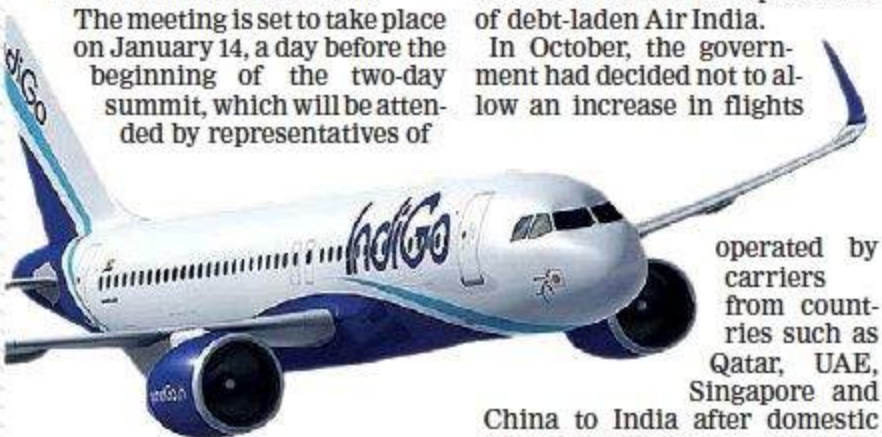 The meeting is set to take place
on January 14, a day before the
beginning of the two-day
summit, which will be atten-
ded by representatives of
of debt-laden Air India.
In October, the govern-
ment had decided not to al-
low an increase in flights
operated by
carriers
from count-
ries such as
Qatar, UAE,
Singapore and
China to India after domestic
IndiGo